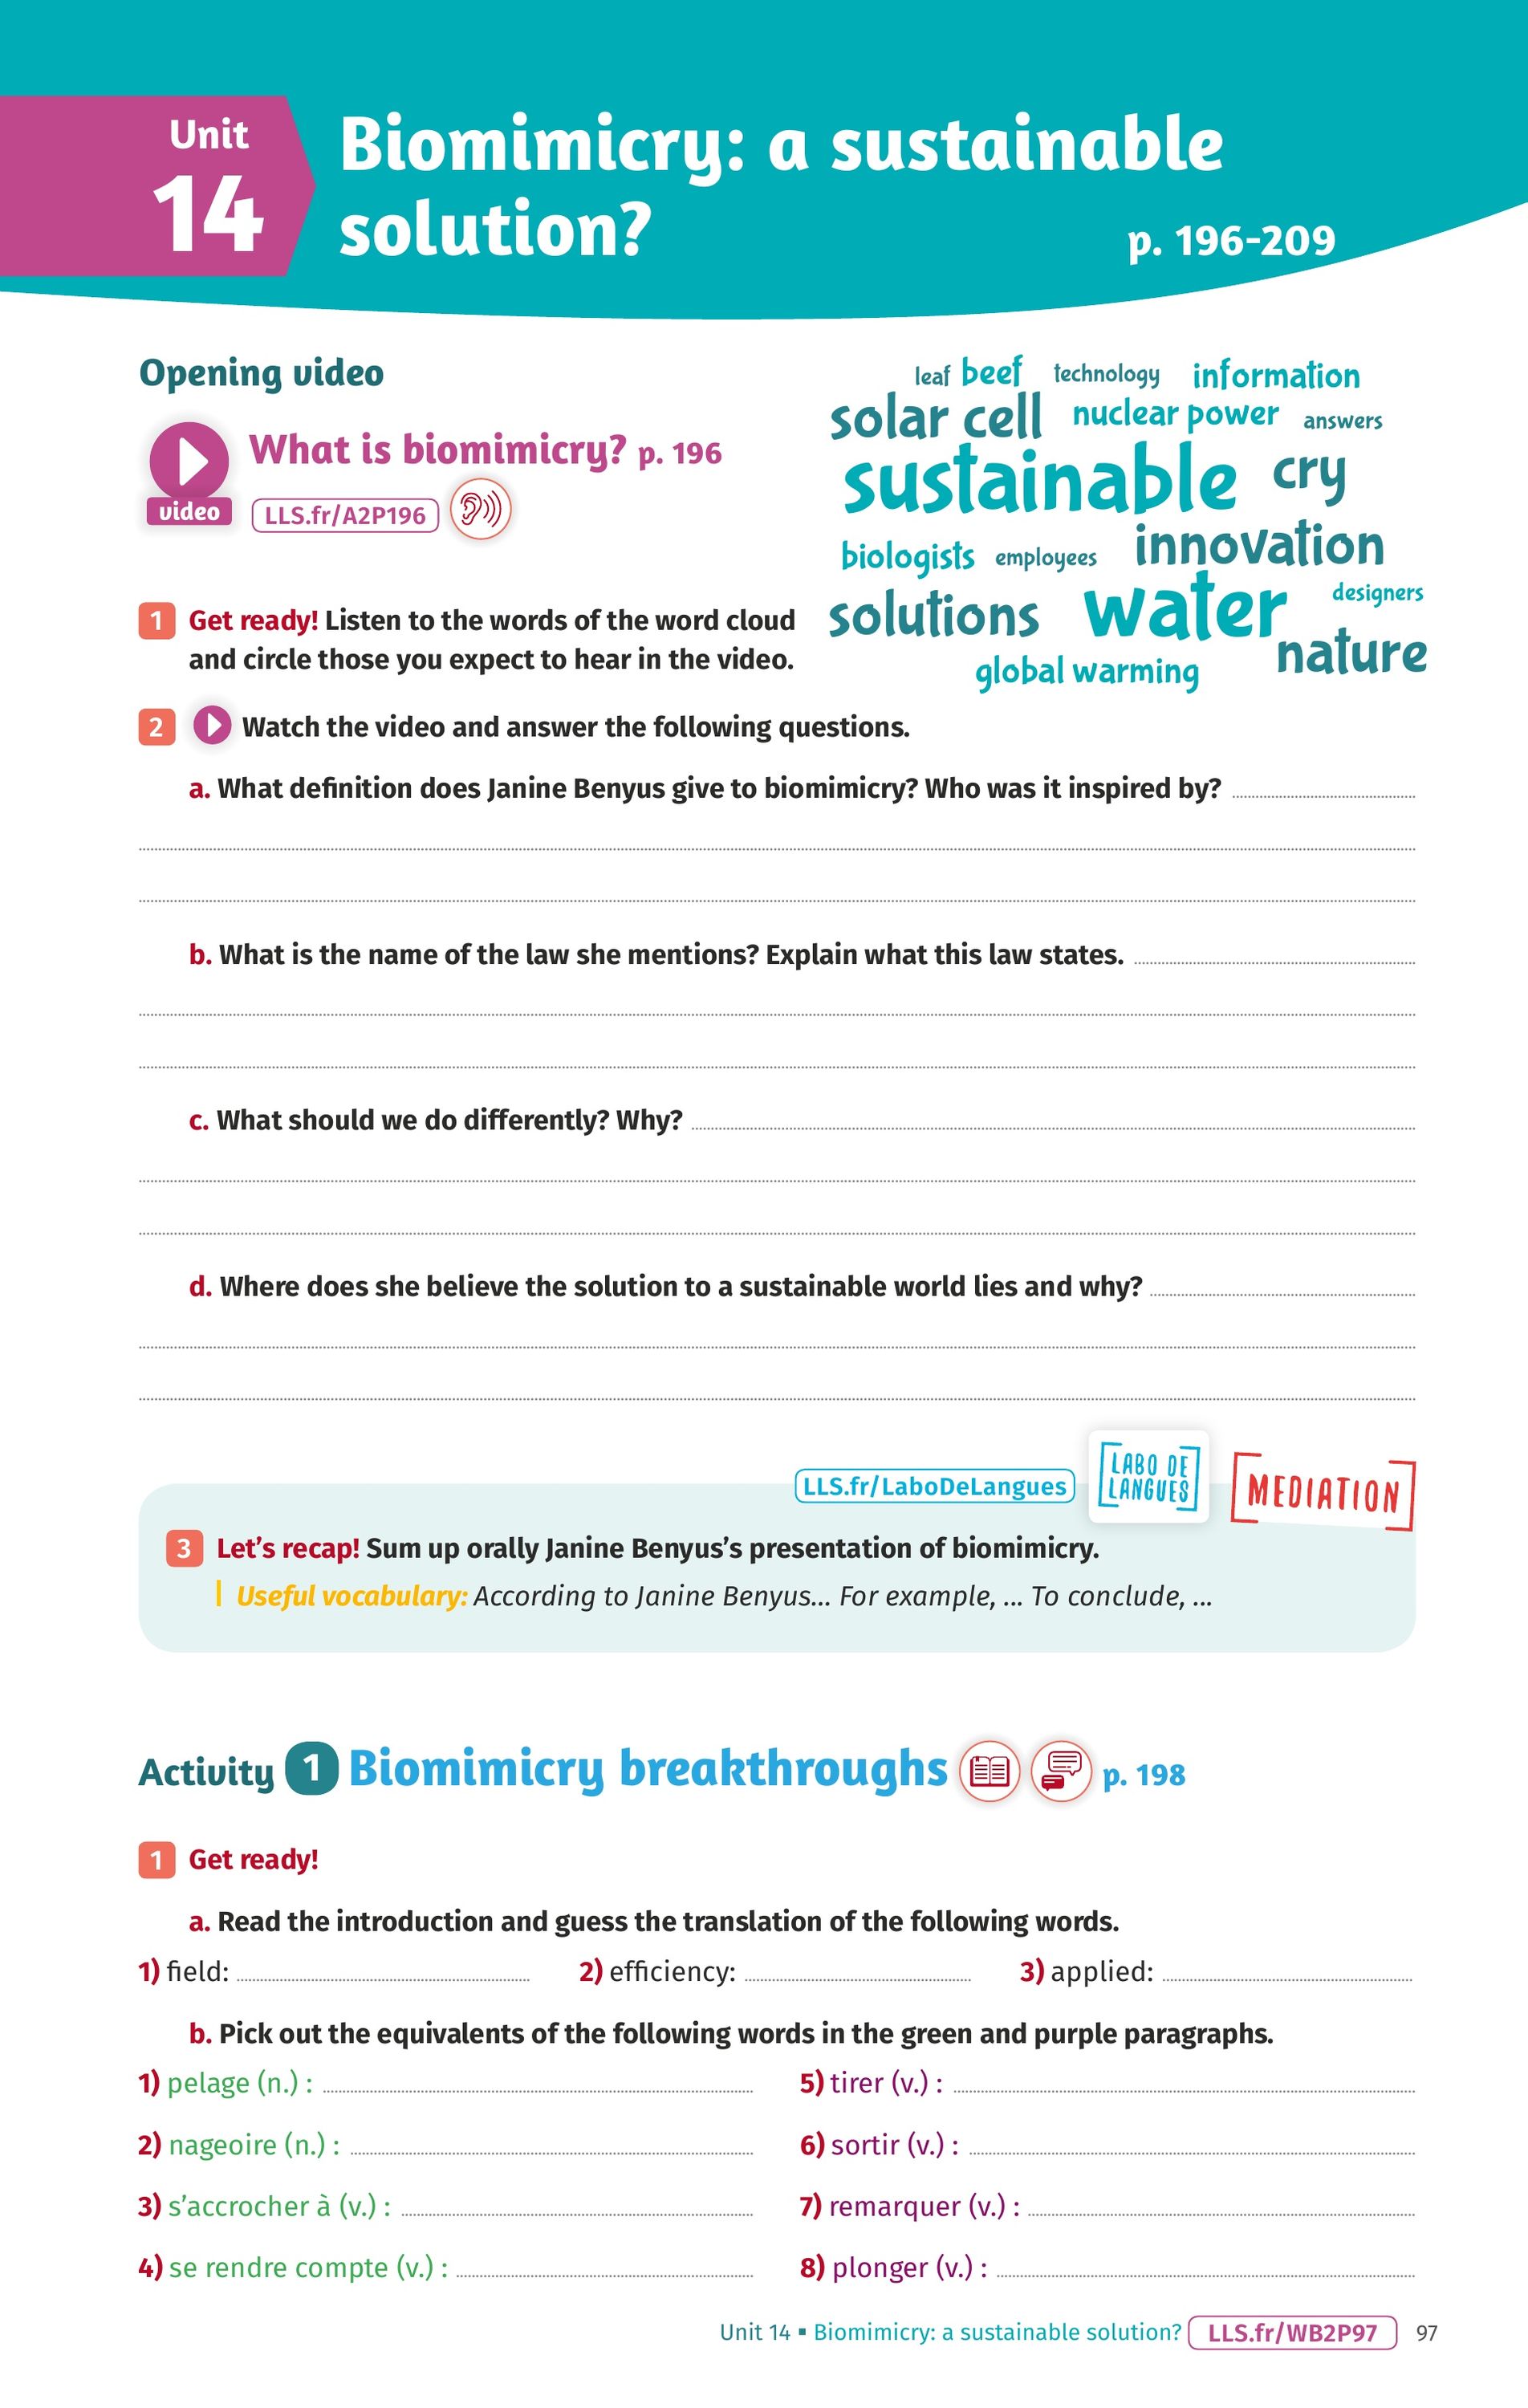 Unit
14
Biomimicry: a sustainable
solution?
p. 196-209
Opening video
What is biomimicry? p. 196
video
LLS.fr/A2P196
leaf beef technology information
solar cell nuclear power answers
sustainable cry
biologists employees innovation
solutions water designers
nature
global warming
1 Get ready! Listen to the words of the word cloud
and circle those you expect to hear in the video.
2 Watch the video and answer the following questions.
a. What definition does Janine Benyus give to biomimicry? Who was it inspired by?
b. What is the name of the law she mentions? Explain what this law states.
c. What should we do differently? Why?
d. Where does she believe the solution to a sustainable world lies and why?
LLS.fr/LaboDeLangues
LABO DE
LANGUES
MEDIATION
3 Let's recap! Sum up orally Janine Benyus's presentation of biomimicry.
Useful vocabulary: According to Janine Benyus... For example, ... To conclude, ...
Activity 1 Biomimicry breakthroughs p. 198
1 Get ready!
a. Read the introduction and guess the translation of the following words.
1) field: 2) efficiency: 3) applied:
b. Pick out the equivalents of the following words in the green and purple paragraphs.
1) pelage (n.) : 5) tirer (v.) :
2) nageoire (n.) : 6) sortir (v.) :
3) s'accrocher à (v.) : 7) remarquer (v.) :
4) se rendre compte (v.) : 8) plonger (v.) :
Unit 14 ▪ Biomimicry: a sustainable solution? LLS.fr/WB2P97 97